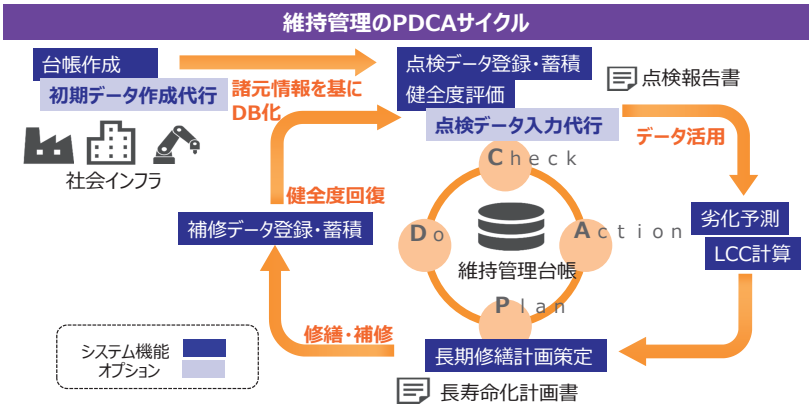 維持管理のPDCAサイクル
台帳作成
初期データ作成代行
諸元情報を基に
DB化
点検データ登録・蓄積
健全度評価
点検データ入力代行
点検報告書
データ活用
社会インフラ
健全度回復
補修データ登録・蓄積
Check
Do
Action
Plan
維持管理台帳
劣化予測
LCC計算
修繕・補修
長期修繕計画策定
長寿命化計画書
システム機能
オプション